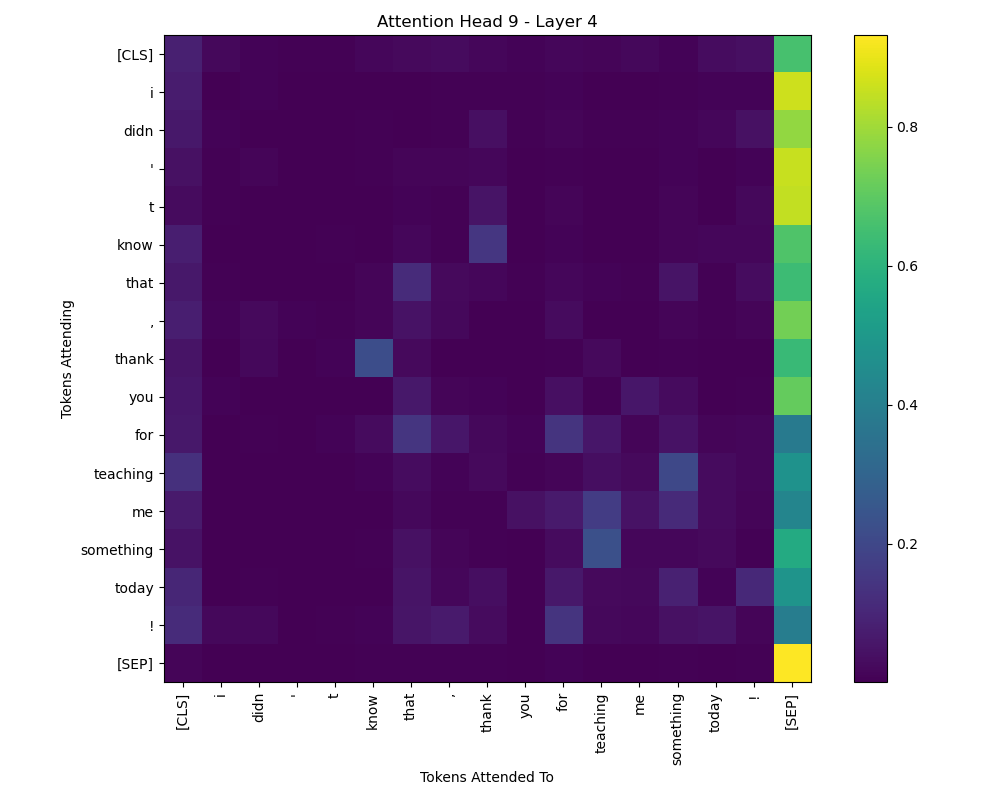 Attention Head 9 - Layer 4
[CLS]
i
didn
'
t
know
that
,
thank
you
for
teaching
me
something
today
!
[SEP]
Tokens Attending
[CLS]
i
didn
'
t
know
that
,
thank
you
for
teaching
me
something
today
!
[SEP]
Tokens Attended To
0.8
0.6
0.4
0.2